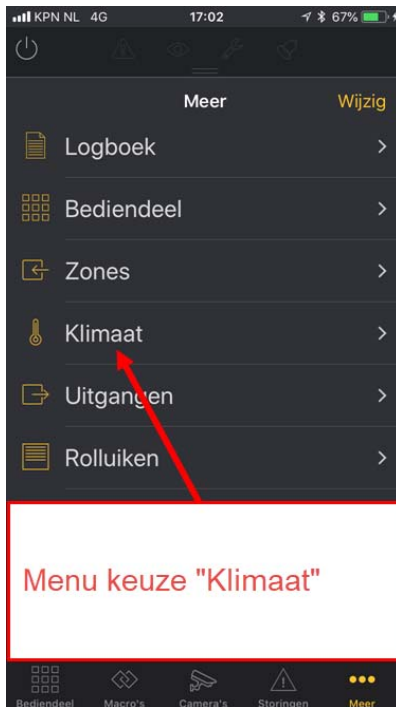 KPN NL 4G 17:02 67%
Meer Wijzig
Logboek
Bediendeel
Zones
Klimaat
Uitgangen
Rolluiken
Menu keuze "Klimaat"
Bediendeel Macro's Camera's Storingen Meer